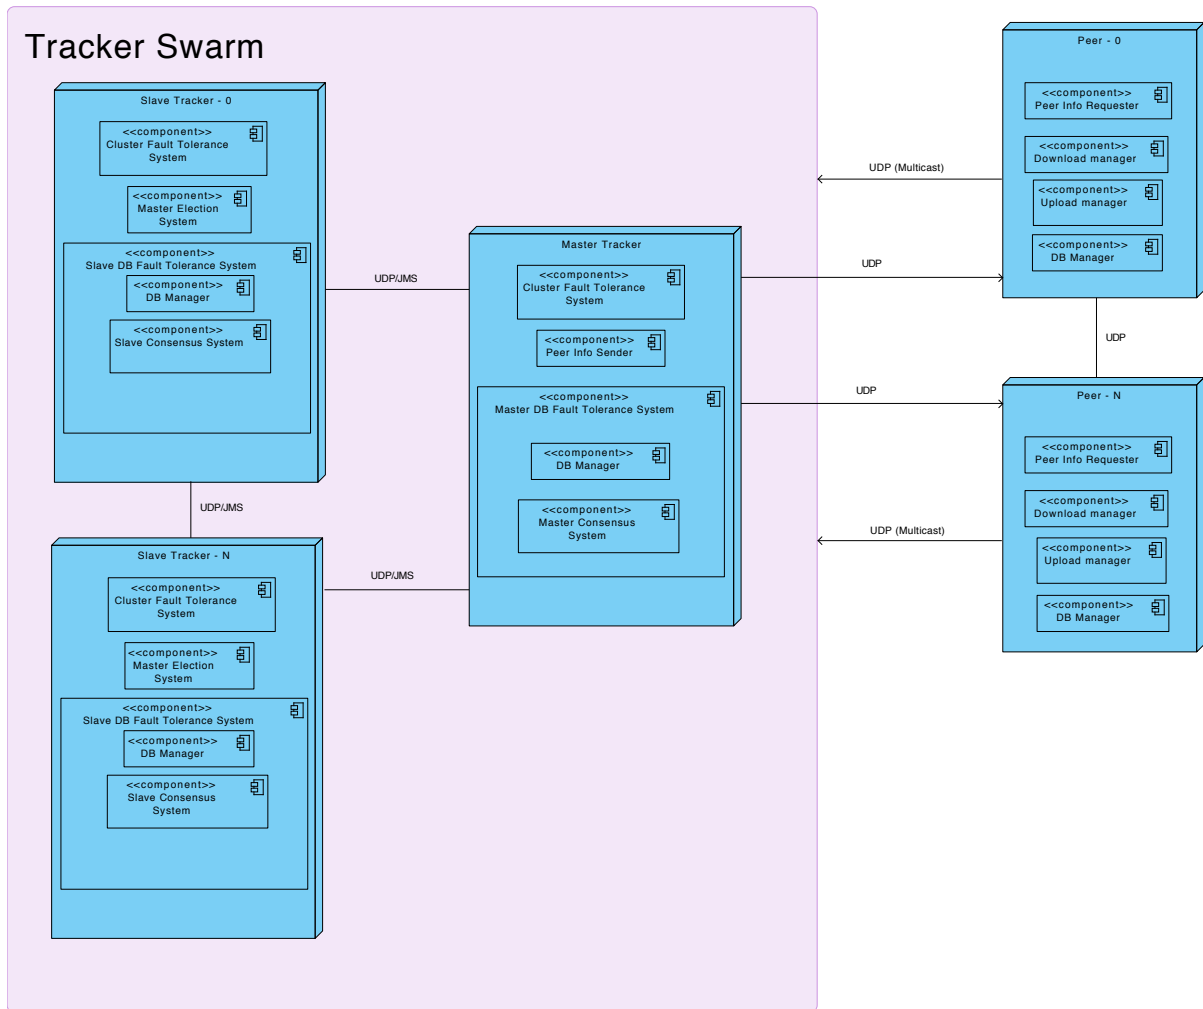 Tracker Swarm
Slave Tracker - 0
<<component>>
Cluster Fault Tolerance
System
<<component>>
Master Election
System
<<component>>
Slave DB Fault Tolerance System
<<component>>
DB Manager
<<component>>
Slave Consensus System
UDP/JMS
UDP/JMS
Slave Tracker - N
<<component>>
Cluster Fault Tolerance
System
<<component>>
Master Election
System
<<component>>
Slave DB Fault Tolerance System
<<component>>
DB Manager
<<component>>
Slave Consensus
System
UDP/JMS
Master Tracker
<<component>>
Cluster Fault Tolerance
System
<<component>>
Peer Info Sender
<<component>>
Master DB Fault Tolerance System
<<component>>
DB Manager
<<component>>
Master Consensus
System
UDP (Multicast)
UDP
UDP
UDP (Multicast)
Peer - 0
<<component>>
Peer Info Requester
<<component>>
Download manager
<<component>>
Upload manager
<<component>>
DB Manager
UDP
Peer - N
<<component>>
Peer Info Requester
<<component>>
Download manager
<<component>>
Upload manager
<<component>>
DB Manager